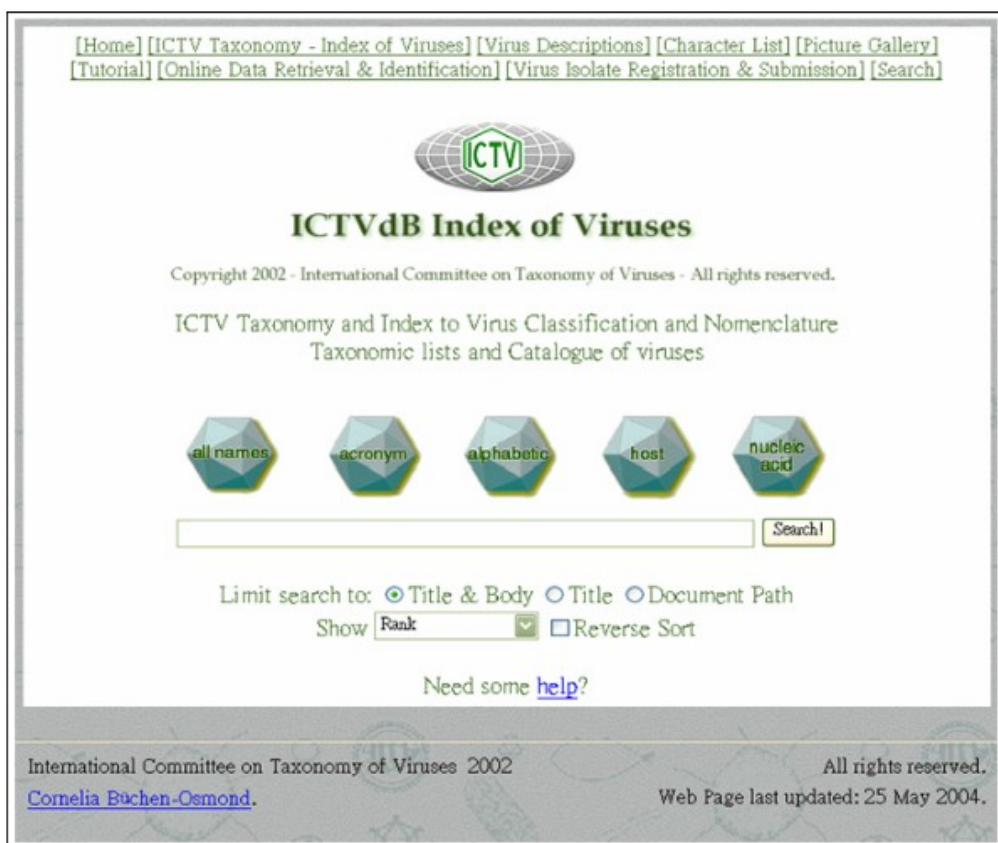 [Home] [ICTV Taxonomy - Index of Viruses] [Virus Descriptions] [Character List] [Picture Gallery]
[Tutorial] [Online Data Retrieval & Identification] [Virus Isolate Registration & Submission] [Search]
ICTV
ICTVdB Index of Viruses
Copyright 2002 - International Committee on Taxonomy of Viruses - All rights reserved.
ICTV Taxonomy and Index to Virus Classification and Nomenclature
Taxonomic lists and Catalogue of viruses
all names acronym alphabetic host nucleic acid
Search!
Limit search to: Title & Body Title Document Path
Show Rank Reverse Sort
Need some help?
International Committee on Taxonomy of Viruses 2002 All rights reserved.
Cornelia Büchen-Osmond. Web Page last updated: 25 May 2004.